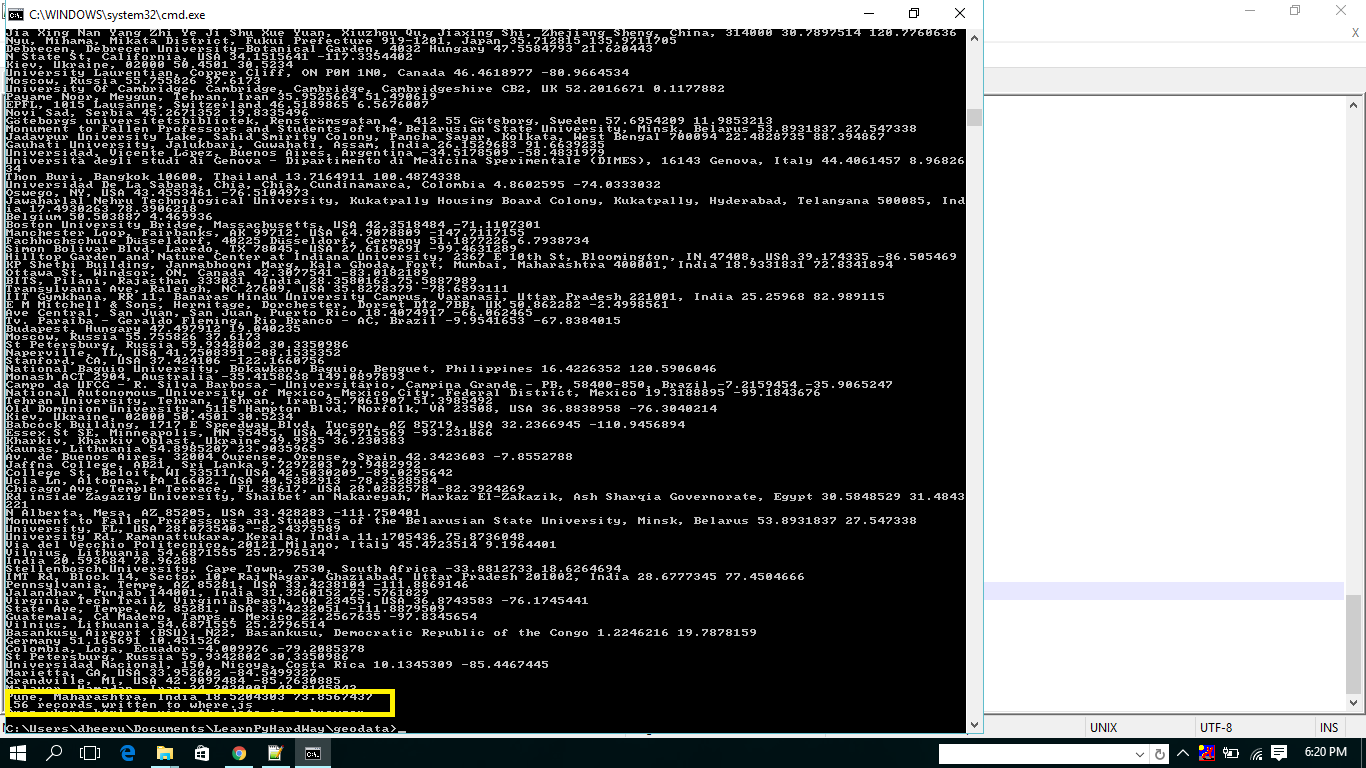 C:\WINDOWS\system32\cmd.exe
Jia Xing Nan Yang Zhi Ye Ji Shu Xue Yuan, Xiuzhou Qu, Jiaxing Shi, Zhejiang Sheng, China, 314000 30.7897514 120.7760636
Nyu, Mihama, Mikata District, Fukui Prefecture 919-1201, Japan 35.712815 135.9711705
Debrecen, Debrecen University-Botanical Garden, 4032 Hungary 47.5584793 21.620443
N State St, California, USA 34.1515641 -117.3354402
Kiev, Ukraine, 02000 50.4501 30.5234
University Laurentian, Copper Cliff, ON P0M 1N0, Canada 46.4618977 -80.9664534
Moscow, Russia 55.755826 37.6173
University Of Cambridge, Cambridge, Cambridge, Cambridgeshire CB2, UK 52.2016671 0.1177882
Payame Noor, Meygun, Tehran, Iran 35.9525664 51.490619
EPFL, 1015 Lausanne, Switzerland 46.5189865 6.5676007
Novi Sad, Serbia 45.2671352 19.8335496
Göteborgs universitetsbibliotek, Renströmsgatan 4, 412 55 Göteborg, Sweden 57.6954209 11.9853213
Monument to Fallen Professors and Students of the Belarusian State University, Minsk, Belarus 53.8931837 27.547338
Jadavpur University Lake, Sahid Smirity Colony, Pancha Sayar, Kolkata, West Bengal 700094 22.4828735 88.394867
Gauhati University, Jalukbari, Guwahati, Assam, India 26.1529683 91.6639235
Universidad, Vicente López, Buenos Aires, Argentina -34.5178509 -58.4831979
Università degli studi di Genova - Dipartimento di Medicina Sperimentale (DIMES), 16143 Genova, Italy 44.4061457 8.96826
34
Thon Buri, Bangkok 10600, Thailand 13.7164911 100.4874338
Universidad De La Sabana, Chia, Chia, Cundinamarca, Colombia 4.8602595 -74.0333032
Oswego, NY, USA 43.4553461 -76.5104973
Jawaharlal Nehru Technological University, Kukatpally Housing Board Colony, Kukatpally, Hyderabad, Telangana 500085, Ind
ia 17.4930263 78.3906218
Belgium 50.503887 4.469936
Boston University Bridge, Massachusetts, USA 42.3518484 -71.1107301
Manchester Loop, Fairbanks, AK 99712, USA 64.9078809 -147.7117155
Fachhochschule Düsseldorf, 40225 Düsseldorf, Germany 51.1877226 6.7938734
Simon Bolivar Blvd, Laredo, TX 78045, USA 27.6169691 -99.4631289
Hilltop Garden and Nature Center at Indiana University, 2367 E 10th St, Bloomington, IN 47408, USA 39.174335 -86.505469
KP Shethi Building, Janmabhoomi Marg, Kala Ghoda, Fort, Mumbai, Maharashtra 400001, India 18.9331831 72.8341894
Ottawa St, Windsor, ON, Canada 42.3077541 -83.0182189
BITS, Pilani, Rajasthan 333031, India 28.3580163 75.5887989
Transylvania Ave, Raleigh, NC 27609, USA 35.8278379 -78.6593111
IIT Gymkhana, RR 11, Banaras Hindu University Campus, Varanasi, Uttar Pradesh 221001, India 25.25968 82.989115
E M Mitchell & Sons, Hermitage, Dorchester, Dorset DT2 7BB, UK 50.862282 -2.4998561
Ave Central, San Juan, San Juan, Puerto Rico 18.4074917 -66.062465
Tv. Paraíba - Geraldo Fleming, Rio Branco - AC, Brazil -9.9541653 -67.8384015
Budapest, Hungary 47.497912 19.040235
Moscow, Russia 55.755826 37.6173
St Petersburg, Russia 59.9342802 30.3350986
Naperville, IL, USA 41.7508391 -88.1535352
Stanford, CA, USA 37.424106 -122.1660756
National Baguio University, Bokawkan, Baguio, Benguet, Philippines 16.4226352 120.5906046
Monash ACT 2904, Australia -35.4158638 149.0897893
Campo da UFCG - R. Silva Barbosa - Universitário, Campina Grande - PB, 58400-850, Brazil -7.2159454 -35.9065247
National Autonomous University of Mexico, Mexico City, Federal District, Mexico 19.3188895 -99.1843676
Tehran University, Tehran, Tehran, Iran 35.7061907 51.3985492
Old Dominion University, 5115 Hampton Blvd, Norfolk, VA 23508, USA 36.8838958 -76.3040214
Kiev, Ukraine, 02000 50.4501 30.5234
Babcock Building, 1717 E Speedway Blvd, Tucson, AZ 85719, USA 32.2366945 -110.9456894
Essex St SE, Minneapolis, MN 55455, USA 44.9715569 -93.231866
Kharkiv, Kharkiv Oblast, Ukraine 49.9935 36.230383
Kaunas, Lithuania 54.8985207 23.9035965
Av. de Buenos Aires, 32004 Ourense, Orense, Spain 42.3423603 -7.8552788
Jaffna College, AB21, Sri Lanka 9.7297203 79.9482992
College St, Beloit, WI 53511, USA 42.5030209 -89.0295642
Ucla Ln, Altoona, PA 16602, USA 40.5382913 -78.3528584
Chicago Ave, Temple Terrace, FL 33617, USA 28.0282578 -82.3924269
Rd inside Zagazig University, Shaibet an Nakareyah, Markaz El-Zakazik, Ash Sharqia Governorate, Egypt 30.5848529 31.4843
221
N Alberta, Mesa, AZ 85205, USA 33.428283 -111.750401
Monument to Fallen Professors and Students of the Belarusian State University, Minsk, Belarus 53.8931837 27.547338
University, FL, USA 28.0735403 -82.4373589
University Rd, Ramanattukara, Kerala, India 11.1705436 75.8736048
Via del Vecchio Politecnico, 20121 Milano, Italy 45.4723514 9.1964401
Vilnius, Lithuania 54.6871555 25.2796514
India 20.593684 78.96288
Stellenbosch University, Cape Town, 7530, South Africa -33.8812733 18.6264694
IMT Rd, Block 14, Sector 10, Raj Nagar, Ghaziabad, Uttar Pradesh 201002, India 28.6777345 77.4504666
Pennsylvania, Tempe, AZ 85281, USA 33.4238104 -111.8869146
Jalandhar, Punjab 144001, India 31.3260152 75.5761829
Virginia Tech Trail, Virginia Beach, VA 23455, USA 36.8743583 -76.1745441
State Ave, Tempe, AZ 85281, USA 33.4232051 -111.8879509
Guatemala, Cd Madero, Tamps., Mexico 22.2567635 -97.8345654
Vilnius, Lithuania 54.6871555 25.2796514
Basankusu Airport (BSU), N22, Basankusu, Democratic Republic of the Congo 1.2246216 19.7878159
Germany 51.165691 10.451526
Colombia, Loja, Ecuador -4.009976 -79.2085378
St Petersburg, Russia 59.9342802 30.3350986
Universidad Nacional, 150, Nicoya, Costa Rica 10.1345309 -85.4467445
Marietta, GA, USA 33.952602 -84.5499327
Grandville, MI, USA 42.9097484 -85.7630885
Malayer, Hamadan, Iran
Pune, Maharashtra, India 18.5204303 73.8567437
56 records written to where.js
Open where.html to view the data in a browser
C:\Users\dheeru\Documents\LearnPyHardWay\geodata>_
X
UNIX
UTF-8
INS
6:20 PM